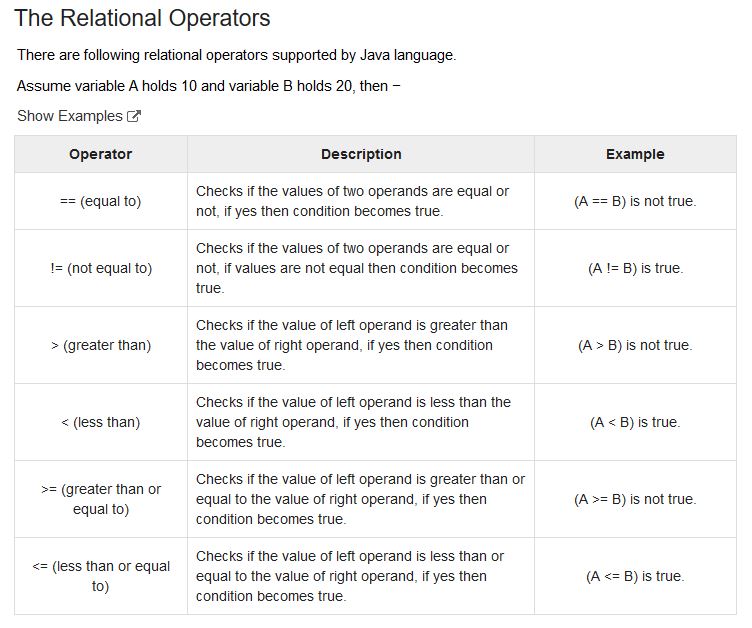 The Relational Operators
There are following relational operators supported by Java language.
Assume variable A holds 10 and variable B holds 20, then −
Show Examples
Operator Description Example
== (equal to)
Checks if the values of two operands are equal or
not, if yes then condition becomes true.
(A == B) is not true.
!= (not equal to)
Checks if the values of two operands are equal or
not, if values are not equal then condition becomes
true.
(A != B) is true.
> (greater than)
Checks if the value of left operand is greater than
the value of right operand, if yes then condition
becomes true.
(A > B) is not true.
< (less than)
Checks if the value of left operand is less than the
value of right operand, if yes then condition
becomes true.
(A < B) is true.
>= (greater than or
equal to)
Checks if the value of left operand is greater than or
equal to the value of right operand, if yes then
condition becomes true.
(A >= B) is not true.
<= (less than or equal
to)
Checks if the value of left operand is less than or
equal to the value of right operand, if yes then
condition becomes true.
(A <= B) is true.